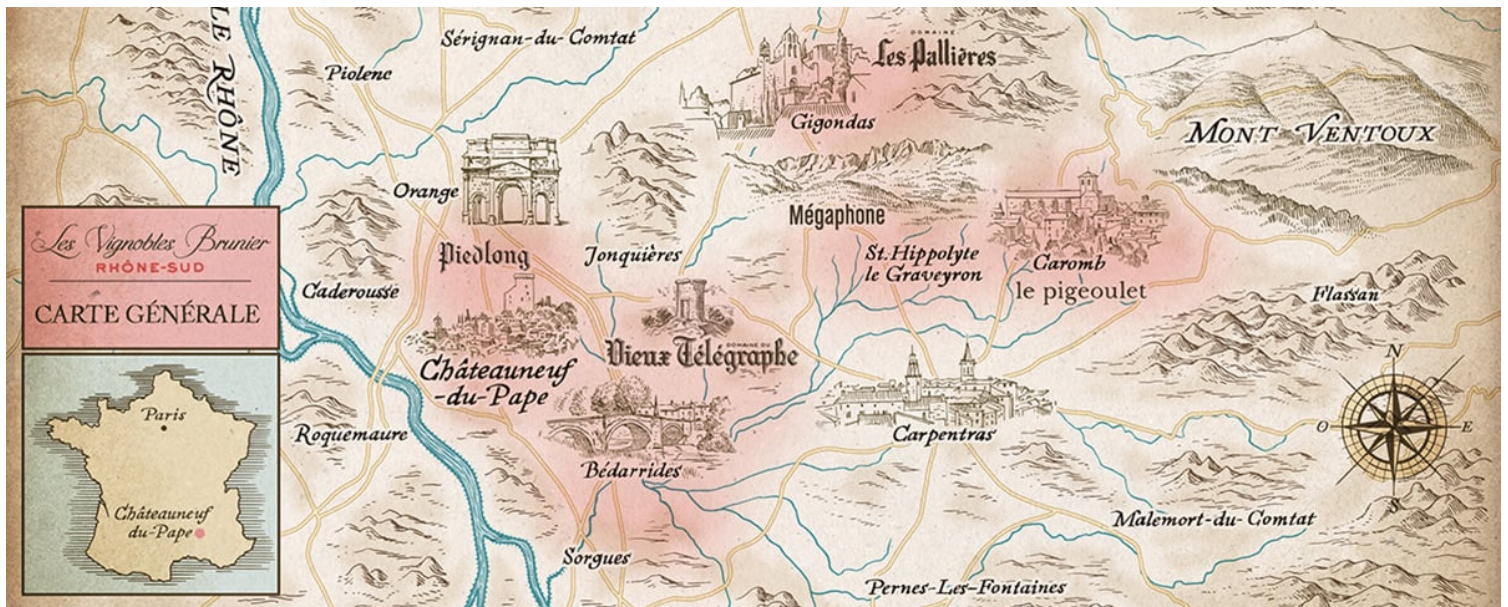 LE RHÔNE
Sérignan-du-Comtat
Piolenc
DOMAINE
Les Pallières
Gigondas
MONT VENTOUX
Orange
Mégaphone
Les Vignobles Brunier
RHÔNE-SUD
CARTE GÉNÉRALE
Piedlong
Jonquières
St. Hippolyte
le Graveyron
Caromb
le pigeoulet
Caderousse
Flassan
DOMAINE DU
Vieux Télégraphe
Châteauneuf
-du-Pape
N
O
E
S
Paris
Châteauneuf
du-Pape
Roquemaure
Carpentras
Bédarrides
Malemort-du-Comtat
Sorgues
Pernes-Les-Fontaines